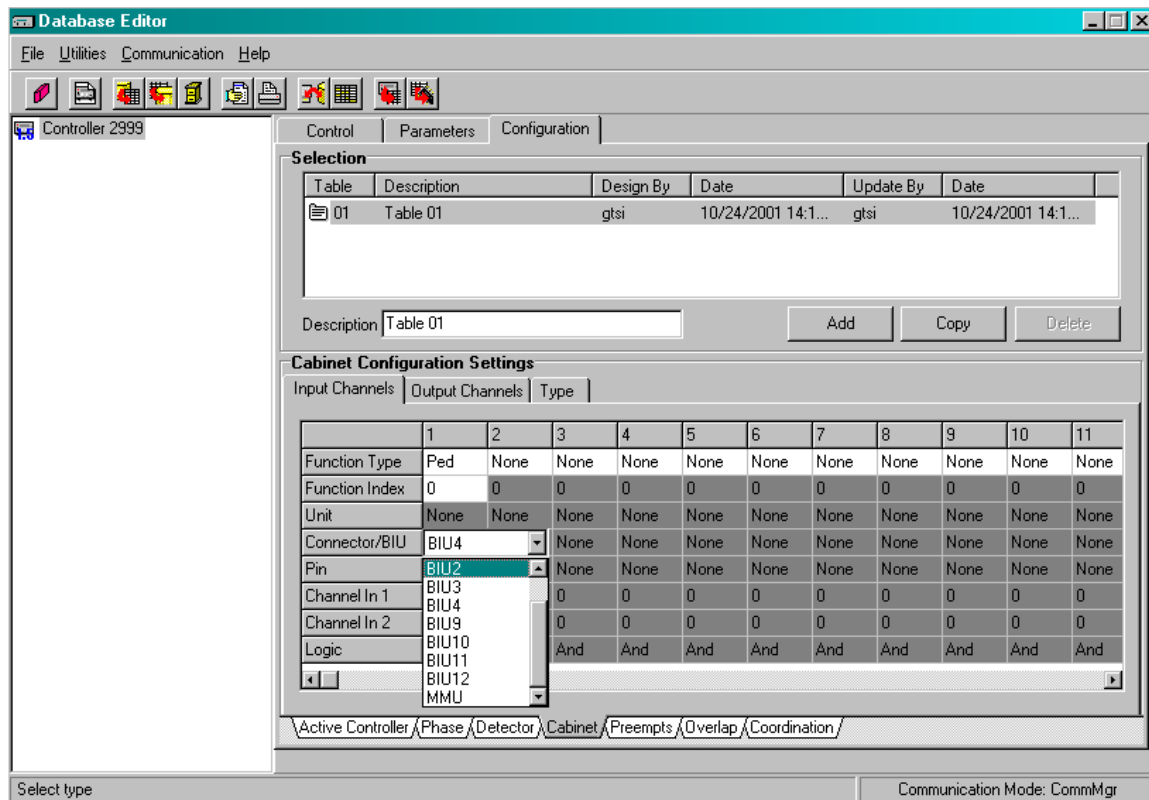 Database Editor
File Utilities Communication Help
Controller 2999
Control Parameters Configuration
Selection
Table Description Design By Date Update By Date
01 Table 01 gtsi 10/24/2001 14:1... gtsi 10/24/2001 14:1...
Description Table 01 Add Copy Delete
Cabinet Configuration Settings
Input Channels Output Channels Type
1 2 3 4 5 6 7 8 9 10 11
Function Type Ped None None None None None None None None None None
Function Index 0 0 0 0 0 0 0 0 0 0 0
Unit None None None None None None None None None None None
Connector/BIU BIU4 None None None None None None None None None
Pin BIU2 None None None None None None None None None
BIU3
Channel In 1 BIU4 0 0 0 0 0 0 0 0 0
Channel In 2 BIU9 0 0 0 0 0 0 0 0 0
BIU10
Logic BIU11 And And And And And And And And And
BIU12
MMU
Active Controller Phase Detector Cabinet Preempts Overlap Coordination
Select type Communication Mode: CommMgr